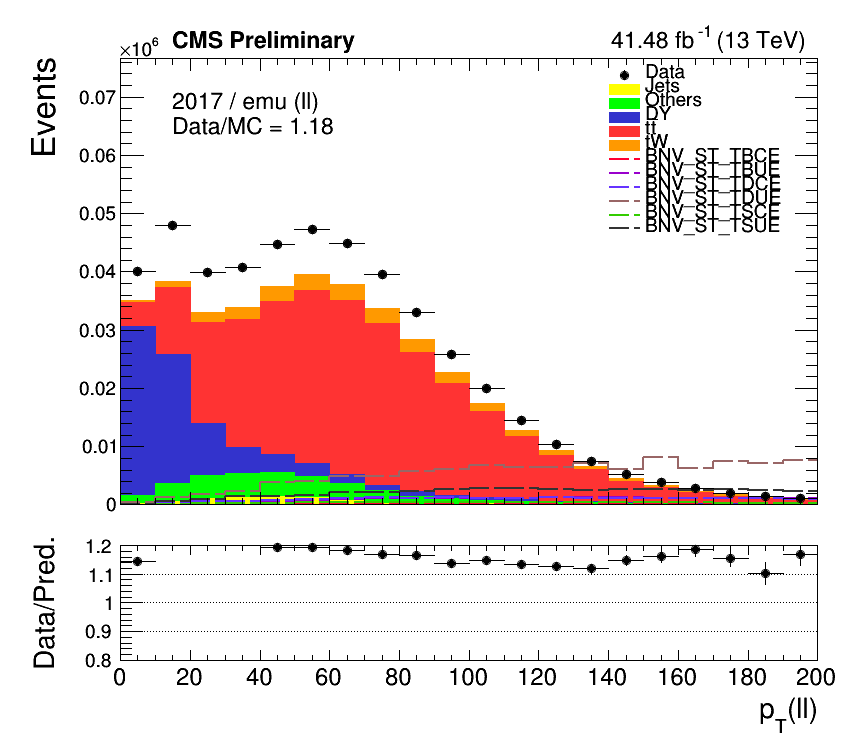 ×10⁶ CMS Preliminary 41.48 fb⁻¹ (13 TeV)
Events
2017 / emu (ll)
Data/MC = 1.18
Data
Jets
Others
DY
tt
tW
BNV_ST_TBCE
BNV_ST_TBUE
BNV_ST_TDCE
BNV_ST_TDUE
BNV_ST_TSCE
BNV_ST_TSUE
0.07
0.06
0.05
0.04
0.03
0.02
0.01
0
Data/Pred.
1.2
1.1
1
0.9
0.8
0 20 40 60 80 100 120 140 160 180 200
p_T(ll)